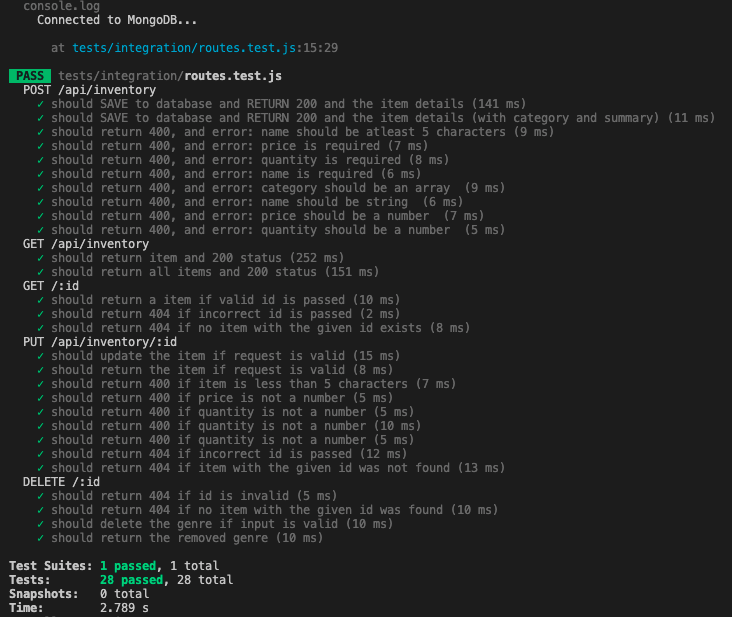 console.log
Connected to MongoDB...
at tests/integration/routes.test.js:15:29
PASS tests/integration/routes.test.js
POST /api/inventory
✓ should SAVE to database and RETURN 200 and the item details (141 ms)
✓ should SAVE to database and RETURN 200 and the item details (with category and summary) (11 ms)
✓ should return 400, and error: name should be atleast 5 characters (9 ms)
✓ should return 400, and error: price is required (7 ms)
✓ should return 400, and error: quantity is required (8 ms)
✓ should return 400, and error: name is required (6 ms)
✓ should return 400, and error: category should be an array  (9 ms)
✓ should return 400, and error: name should be string  (6 ms)
✓ should return 400, and error: price should be a number  (7 ms)
✓ should return 400, and error: quantity should be a number  (5 ms)
GET /api/inventory
✓ should return item and 200 status (252 ms)
✓ should return all items and 200 status (151 ms)
GET /:id
✓ should return a item if valid id is passed (10 ms)
✓ should return 404 if incorrect id is passed (2 ms)
✓ should return 404 if no item with the given id exists (8 ms)
PUT /api/inventory/:id
✓ should update the item if request is valid (15 ms)
✓ should return the item if request is valid (8 ms)
✓ should return 400 if item is less than 5 characters (7 ms)
✓ should return 400 if price is not a number (5 ms)
✓ should return 400 if quantity is not a number (5 ms)
✓ should return 400 if quantity is not a number (10 ms)
✓ should return 400 if quantity is not a number (5 ms)
✓ should return 404 if incorrect id is passed (12 ms)
✓ should return 404 if item with the given id was not found (13 ms)
DELETE /:id
✓ should return 404 if id is invalid (5 ms)
✓ should return 404 if no item with the given id was found (10 ms)
✓ should delete the genre if input is valid (10 ms)
✓ should return the removed genre (10 ms)
Test Suites: 1 passed, 1 total
Tests: 28 passed, 28 total
Snapshots: 0 total
Time: 2.789 s